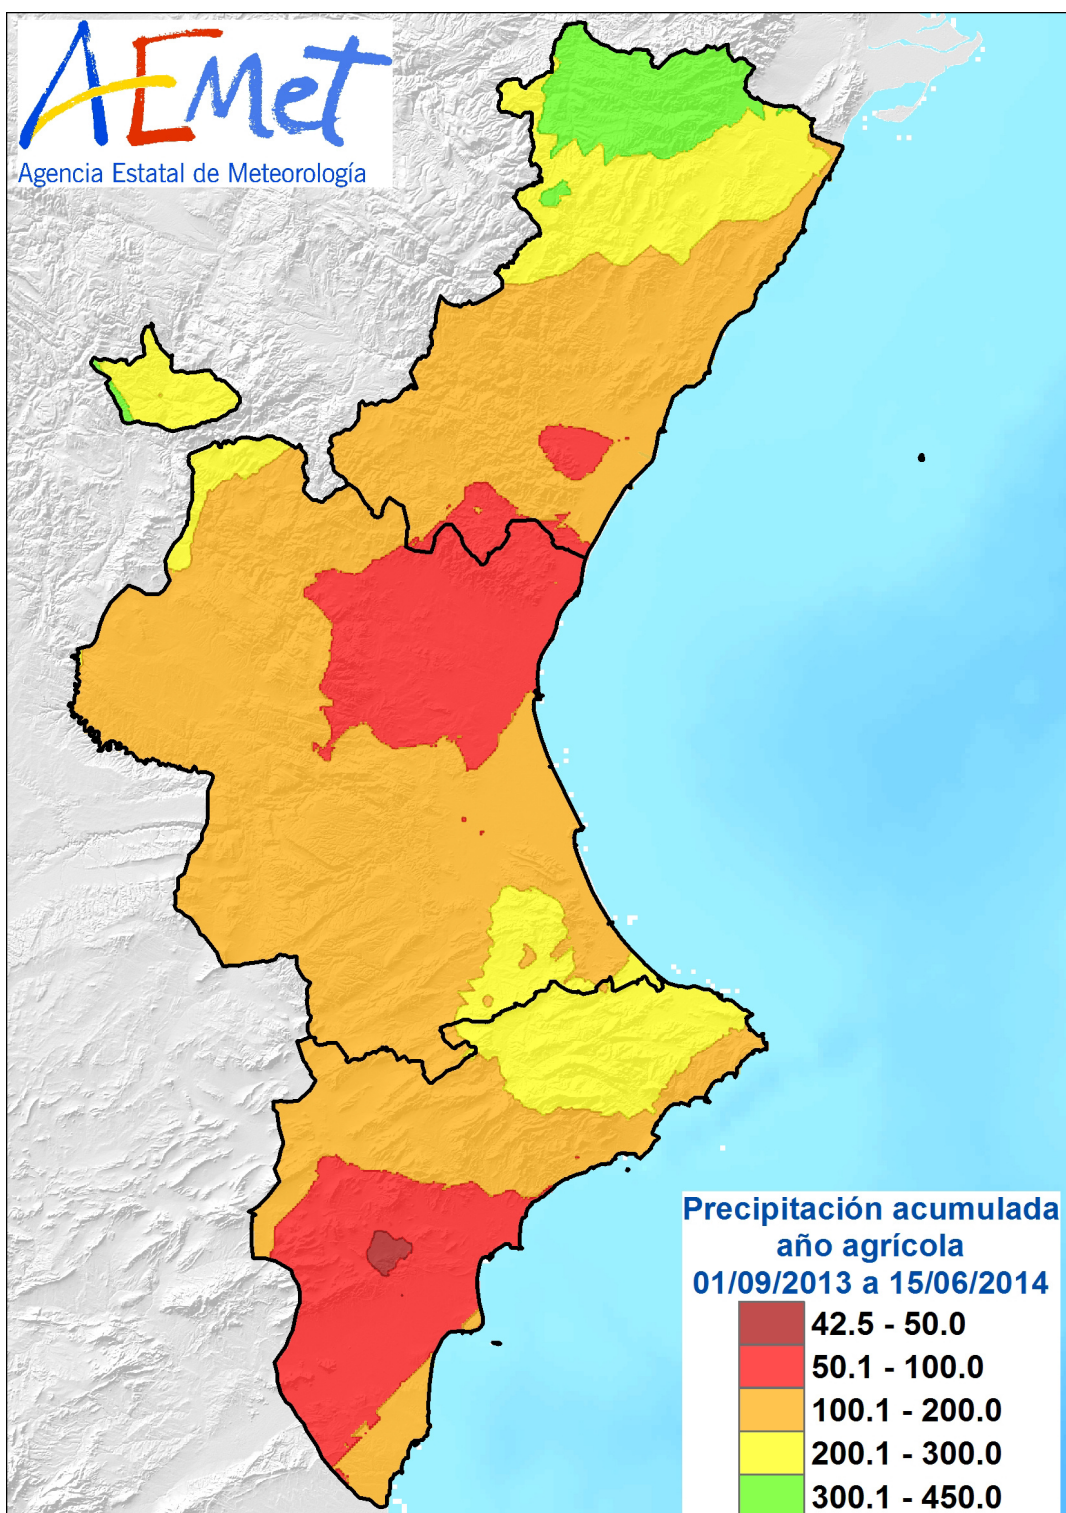 AEMet
Agencia Estatal de Meteorología
Precipitación acumulada
año agrícola
01/09/2013 a 15/06/2014
42.5 - 50.0
50.1 - 100.0
100.1 - 200.0
200.1 - 300.0
300.1 - 450.0